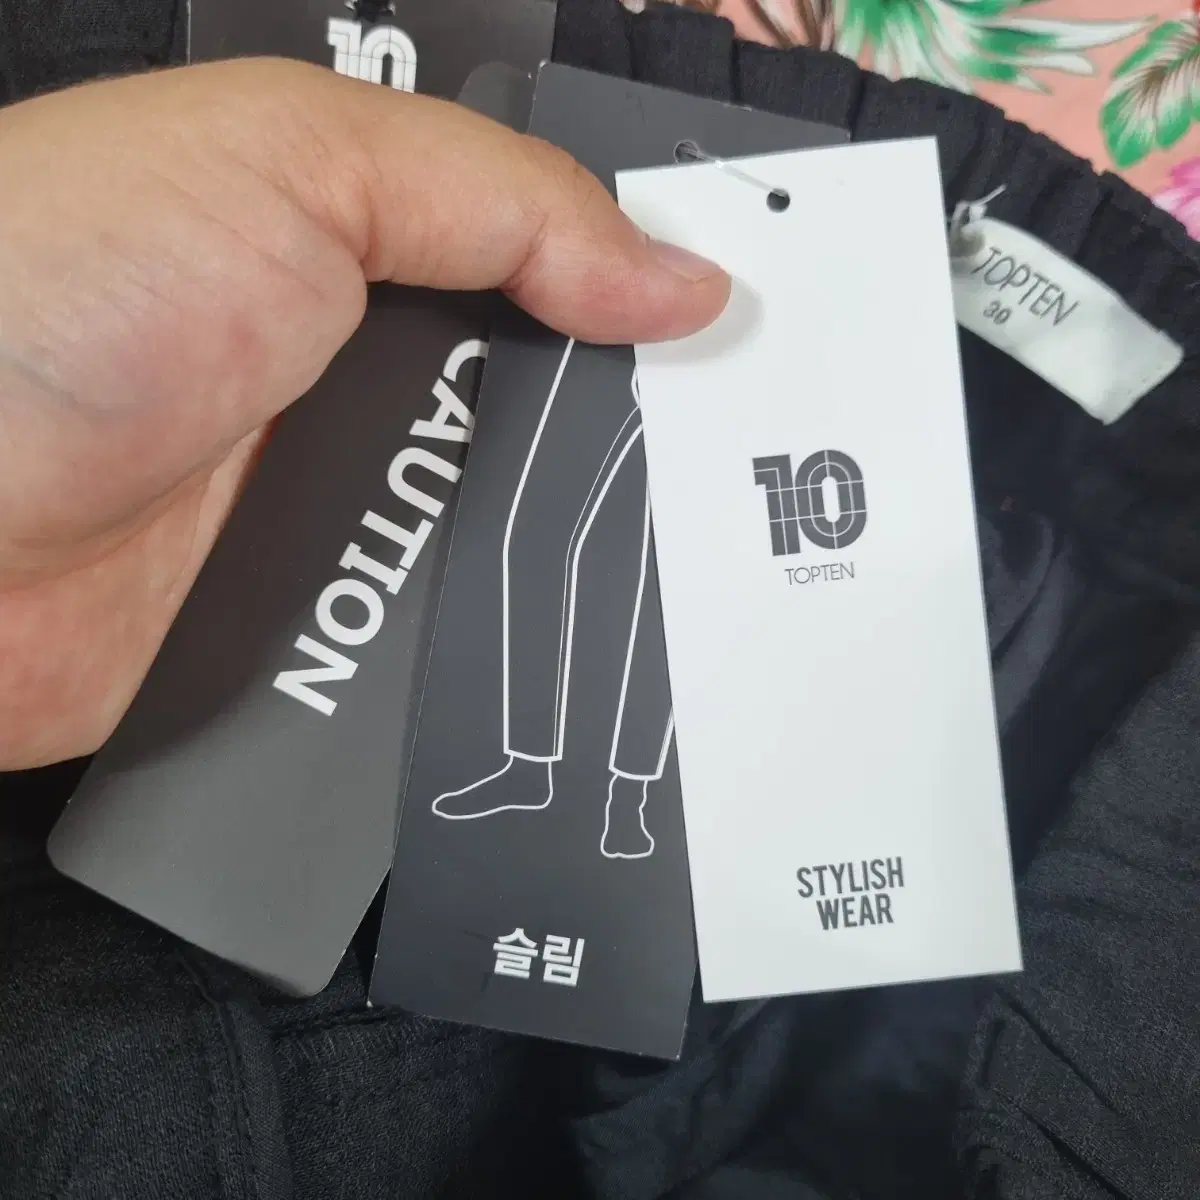 10
CAUTION
슬림
10
TOPTEN
STYLISH
WEAR
TOPTEN
30